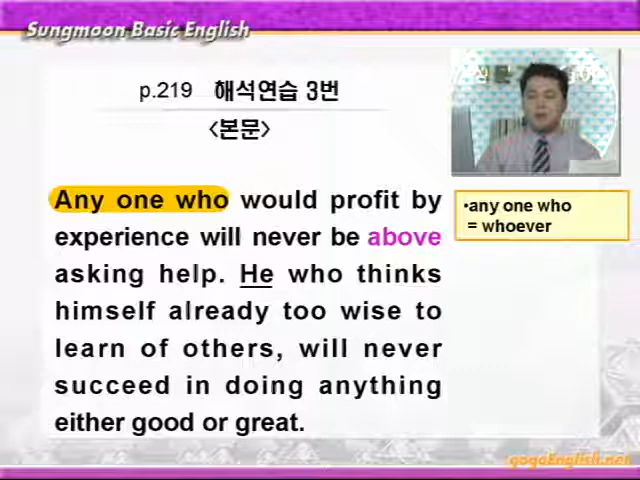 Sungmoon Basic English
p.219 해석연습 3번
<본문>
Any one who would profit by
experience will never be above
asking help. He who thinks
himself already too wise to
learn of others, will never
succeed in doing anything
either good or great.
•any one who
= whoever
gogoEnglish.net